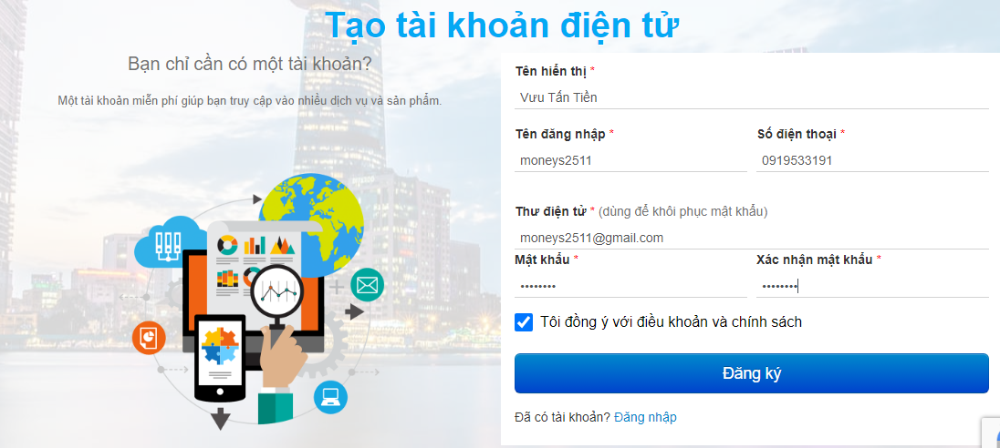 Tạo tài khoản điện tử
Bạn chỉ cần có một tài khoản?
Một tài khoản miễn phí giúp bạn truy cập vào nhiều dịch vụ và sản phẩm.
Tên hiển thị *
Vưu Tấn Tiền
Tên đăng nhập * Số điện thoại *
moneys2511 0919533191
Thư điện tử * (dùng để khôi phục mật khẩu)
moneys2511@gmail.com
Mật khẩu * Xác nhận mật khẩu *
•••••••• ••••••••
Tôi đồng ý với điều khoản và chính sách
Đăng ký
Đã có tài khoản? Đăng nhập